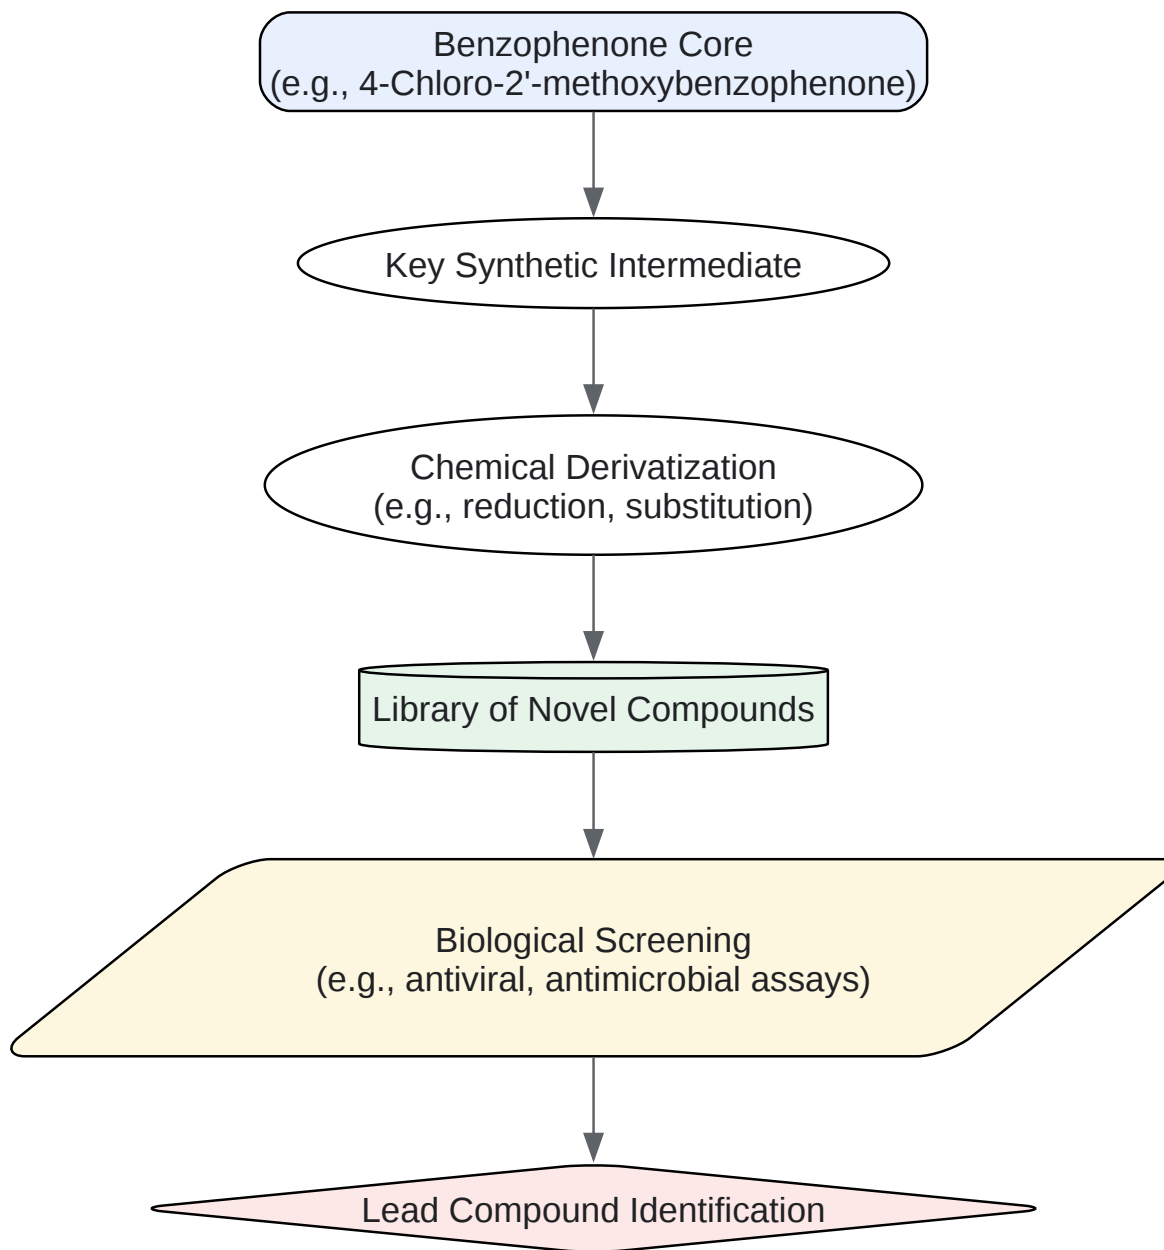 Benzophenone Core
(e.g., 4-Chloro-2'-methoxybenzophenone)
Key Synthetic Intermediate
Chemical Derivatization
(e.g., reduction, substitution)
Library of Novel Compounds
Biological Screening
(e.g., antiviral, antimicrobial assays)
Lead Compound Identification